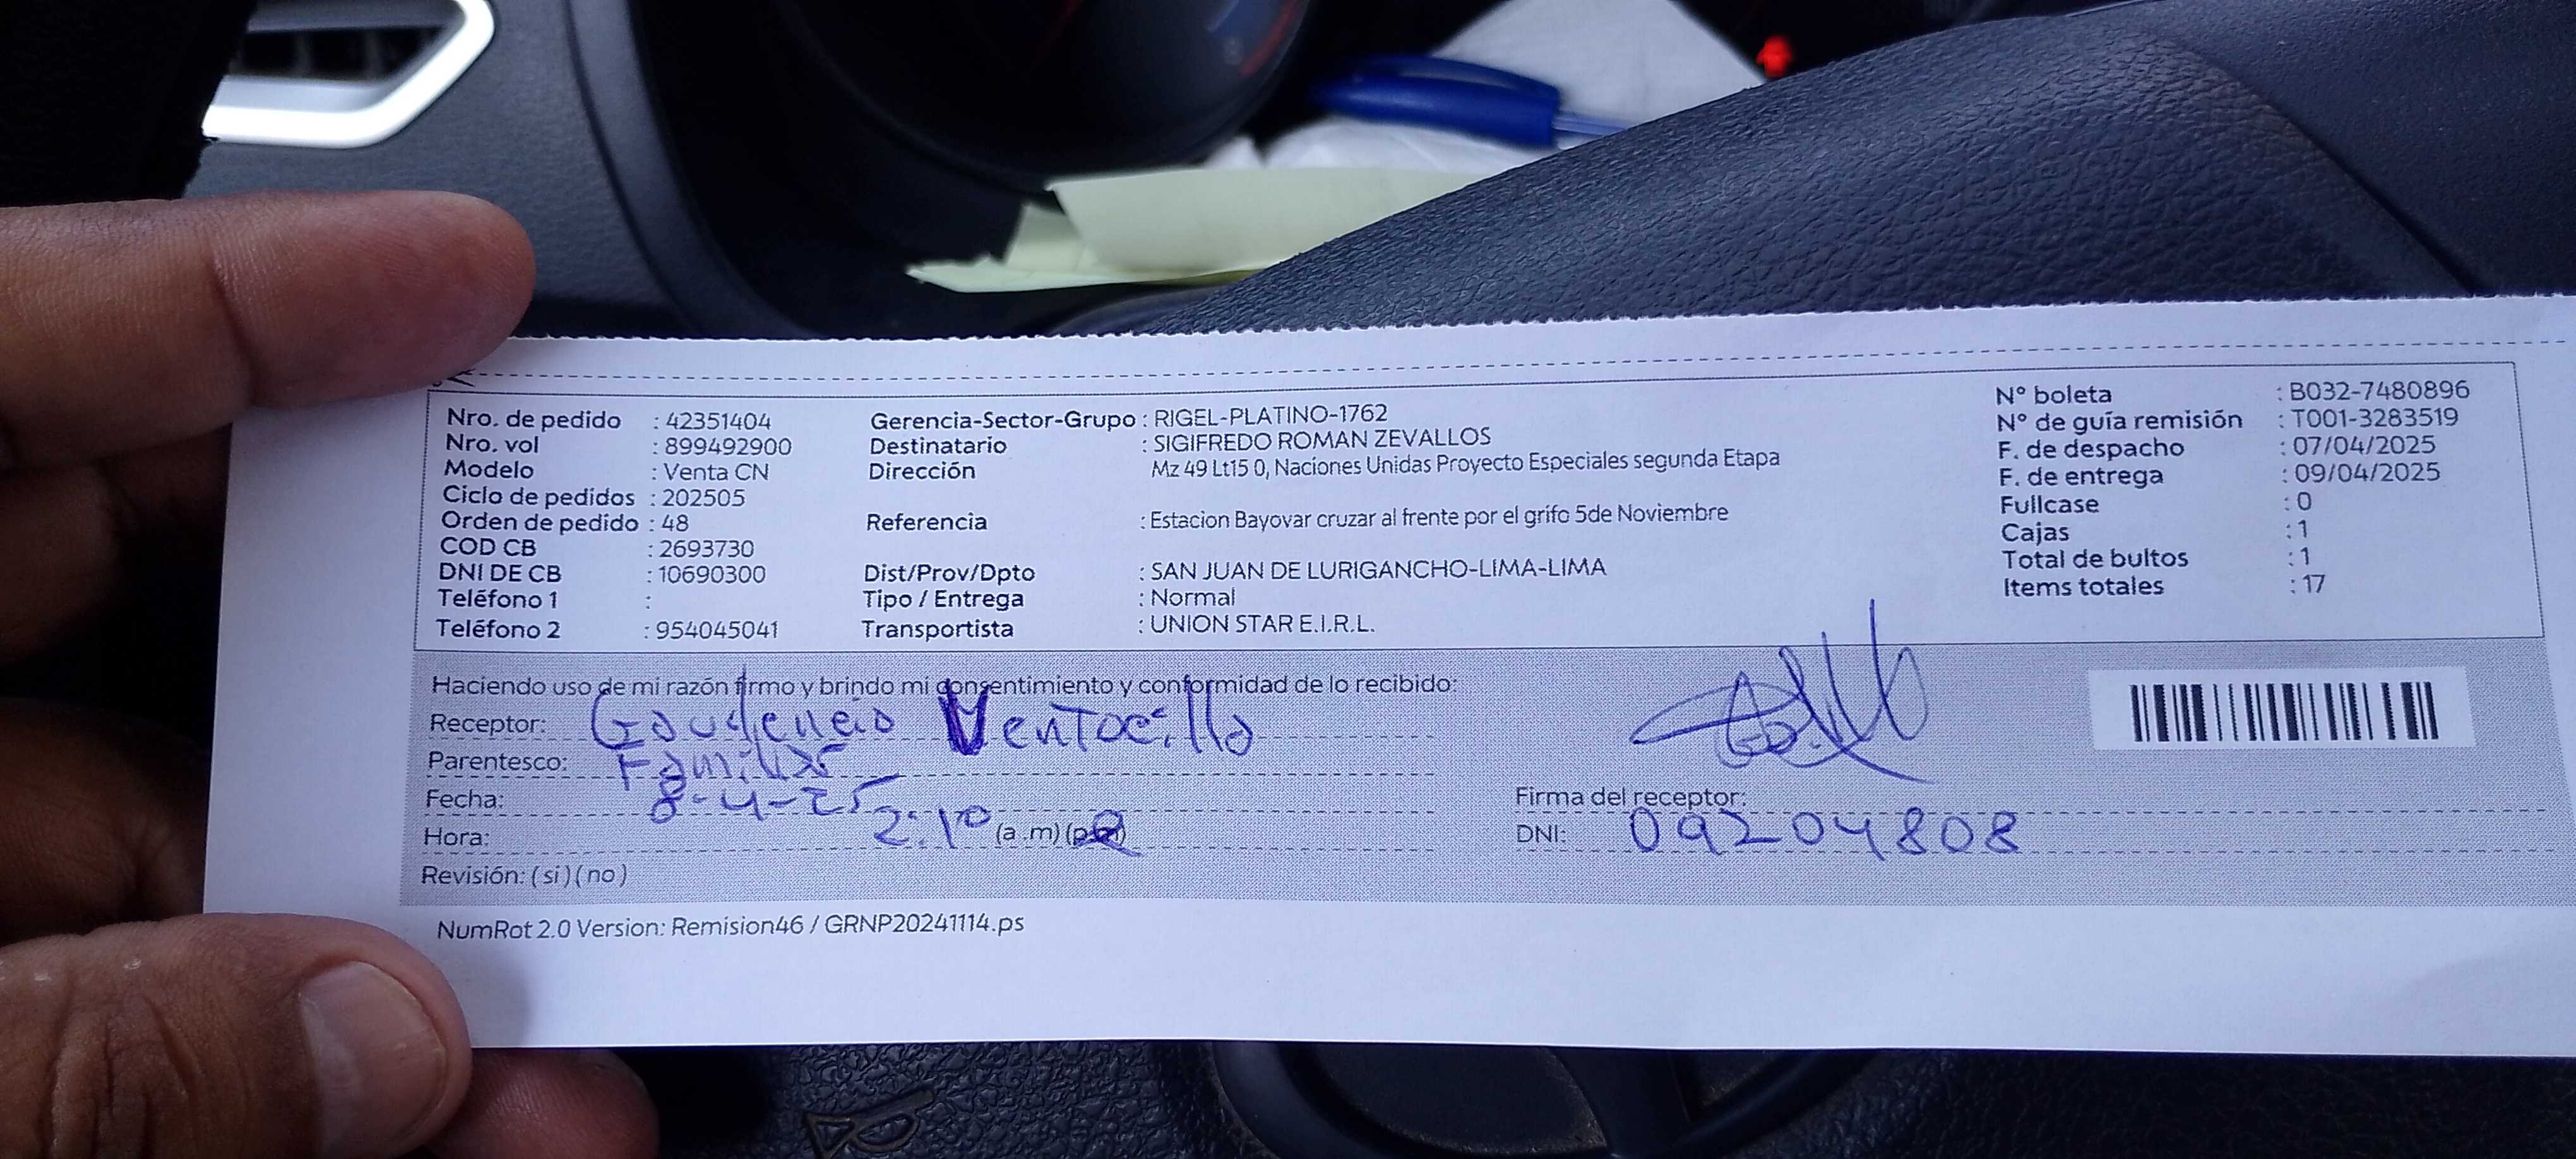 Nro. de pedido : 42351404
Nro. vol : 899492900
Modelo : Venta CN
Ciclo de pedidos : 202505
Orden de pedido : 48
COD CB : 2693730
DNI DE CB : 10690300
Teléfono 1 :
Teléfono 2 : 954045041
Gerencia-Sector-Grupo : RIGEL-PLATINO-1762
Destinatario : SIGIFREDO ROMAN ZEVALLOS
Dirección Mz 49 Lt15 0, Naciones Unidas Proyecto Especiales segunda Etapa
Referencia : Estacion Bayovar cruzar al frente por el grifo 5de Noviembre
Dist/Prov/Dpto : SAN JUAN DE LURIGANCHO-LIMA-LIMA
Tipo / Entrega : Normal
Transportista : UNION STAR E.I.R.L.
N° boleta : B032-7480896
N° de guía remisión : T001-3283519
F. de despacho : 07/04/2025
F. de entrega : 09/04/2025
Fullcase : 0
Cajas : 1
Total de bultos : 1
Items totales : 17
Haciendo uso de mi razón firmo y brindo mi consentimiento y conformidad de lo recibido:
Receptor: Gaudencio Ventocilla
Parentesco: Familiar
Fecha: 8-4-25
Hora: 2:10 (a .m) (p.m)
Revisión: (si) (no)
Firma del receptor:
DNI: 09204808
NumRot 2.0 Version: Remision46 / GRNP20241114.ps